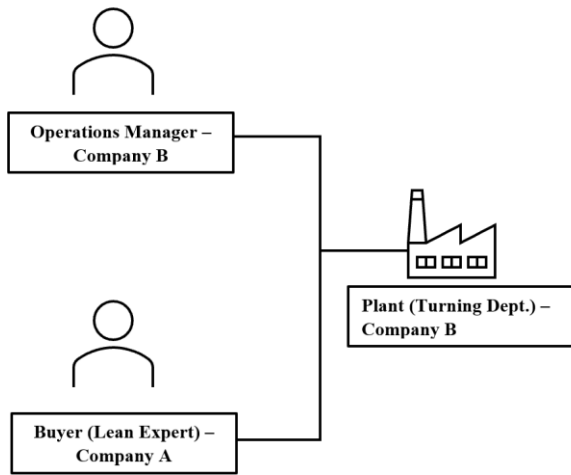 Operations Manager –
Company B
Plant (Turning Dept.) –
Company B
Buyer (Lean Expert) –
Company A